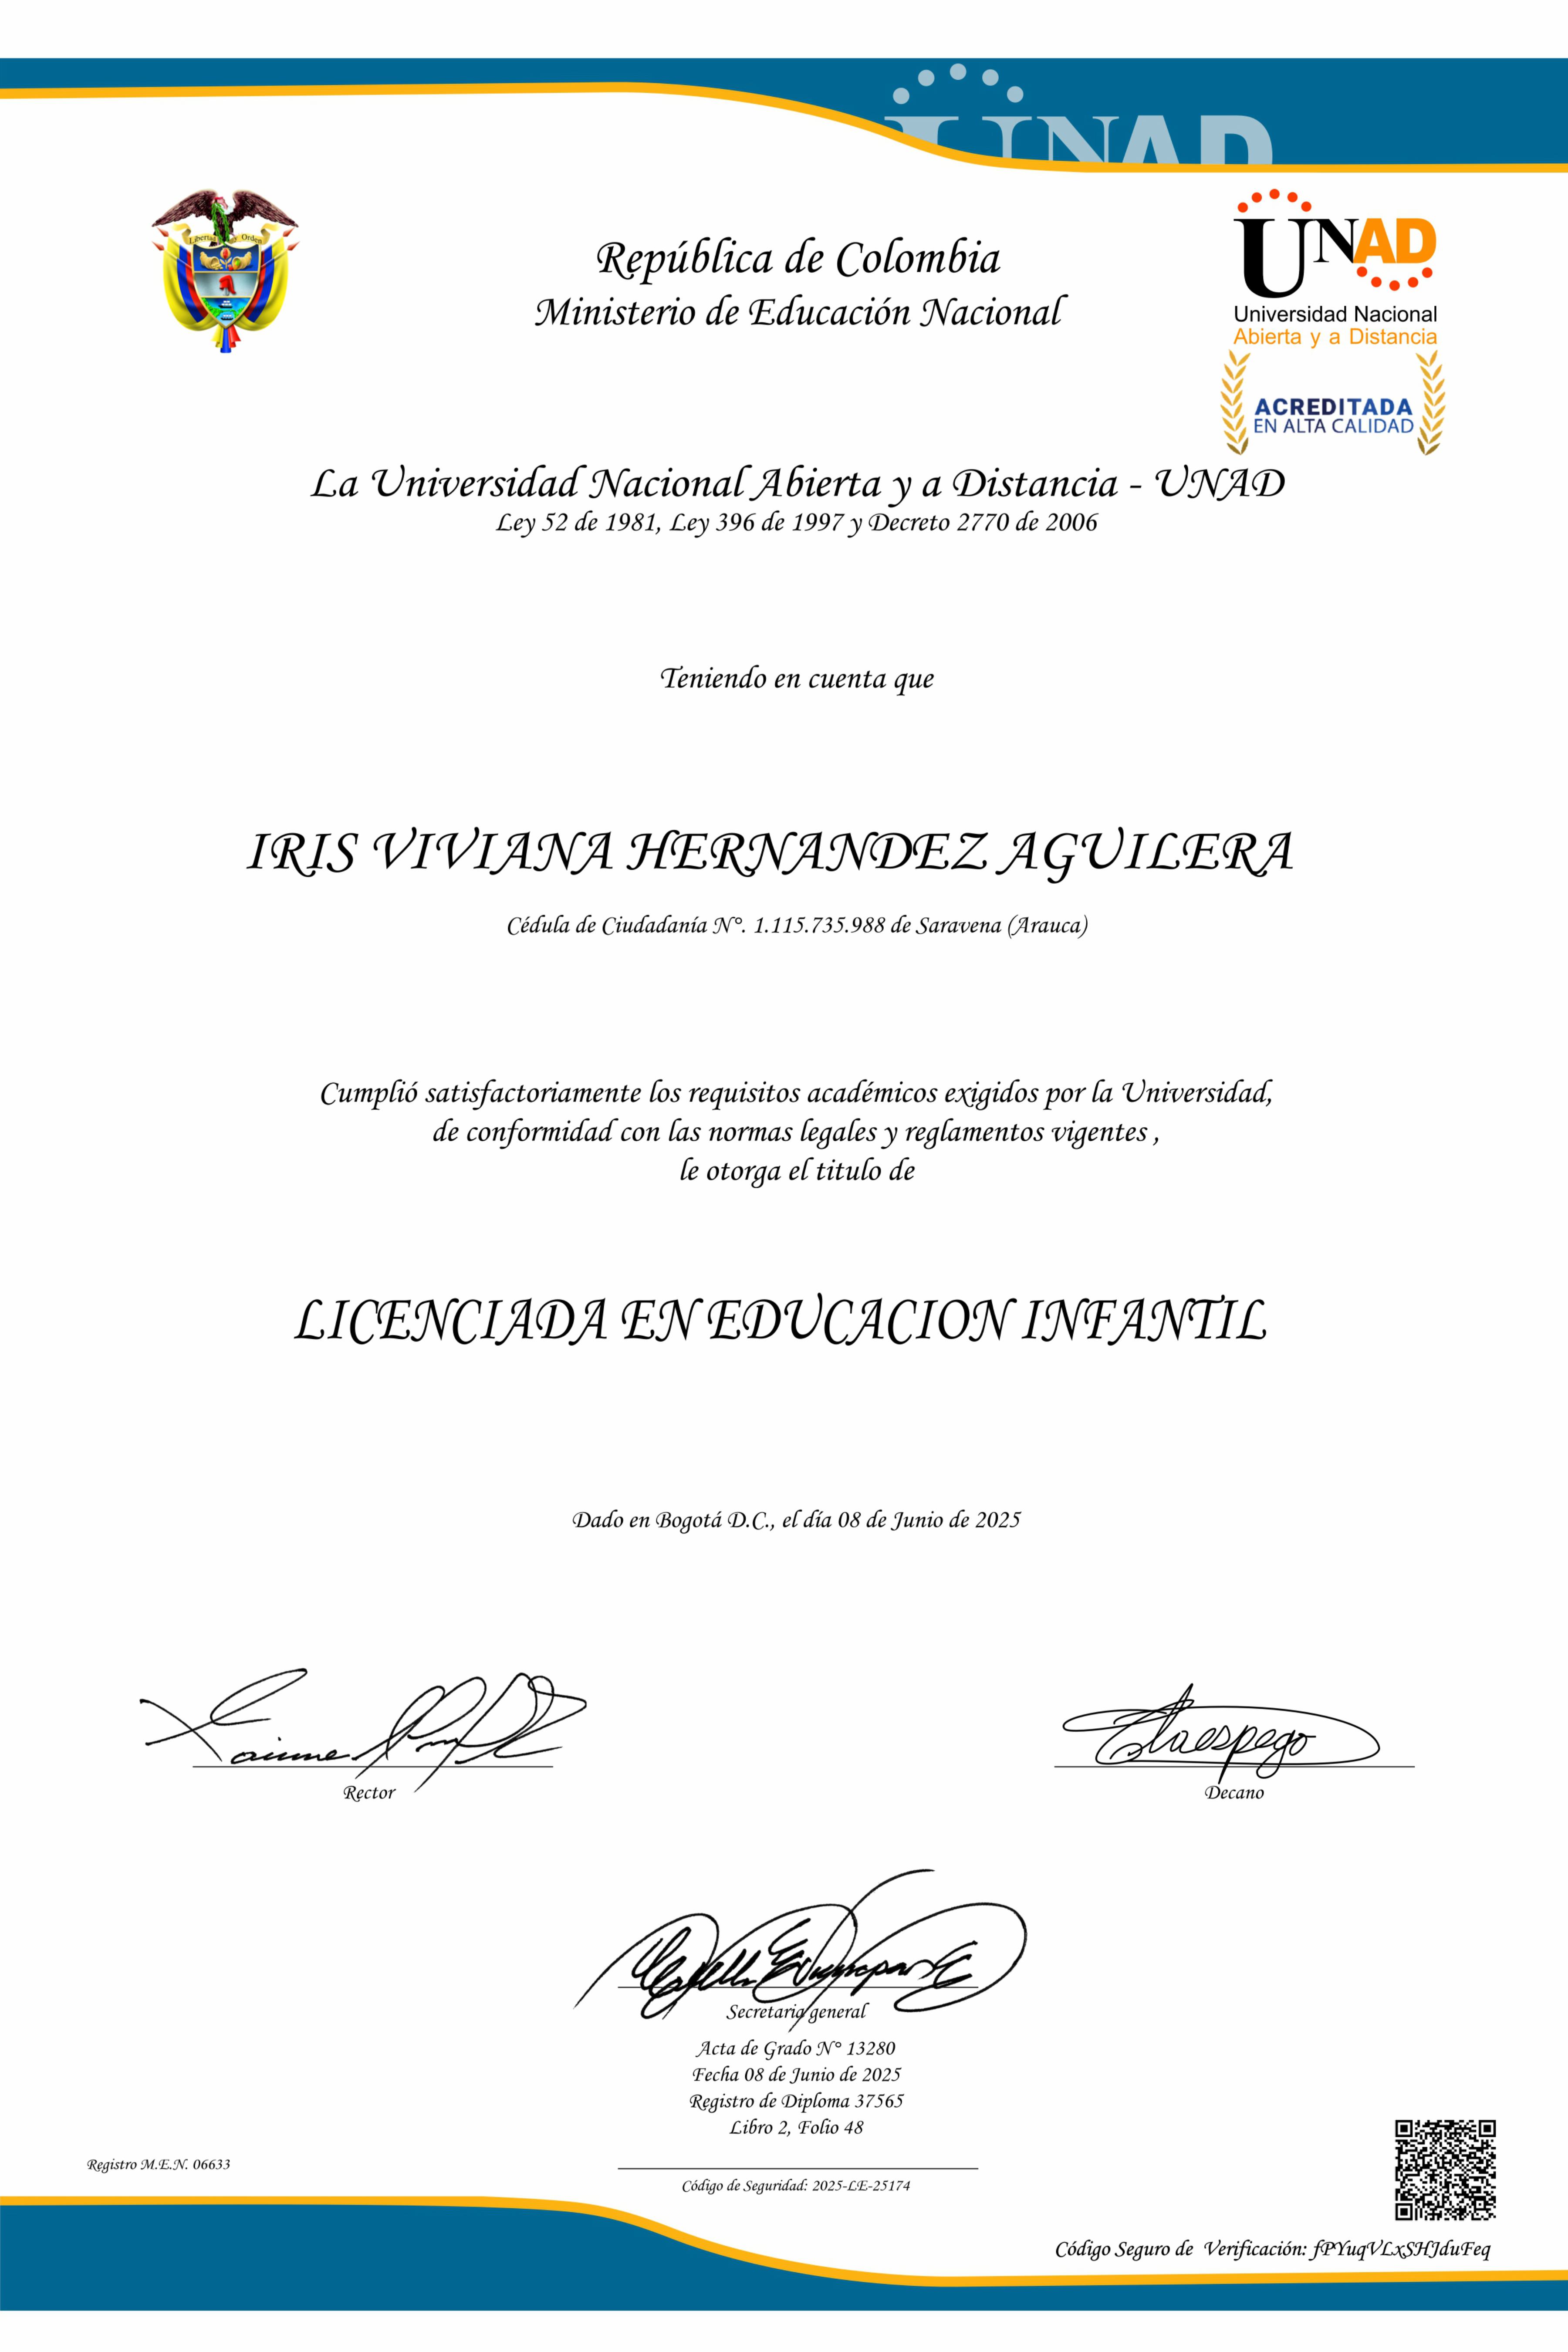 UNAD
Libertad y Orden
República de Colombia
Ministerio de Educación Nacional
UNAD
Universidad Nacional
Abierta y a Distancia
ACREDITADA
EN ALTA CALIDAD
La Universidad Nacional Abierta y a Distancia - UNAD
Ley 52 de 1981, Ley 396 de 1997 y Decreto 2770 de 2006
Teniendo en cuenta que
IRIS VIVIANA HERNANDEZ AGUILERA
Cédula de Ciudadanía N°. 1.115.735.988 de Saravena (Arauca)
Cumplió satisfactoriamente los requisitos académicos exigidos por la Universidad,
de conformidad con las normas legales y reglamentos vigentes ,
le otorga el titulo de
LICENCIADA EN EDUCACION INFANTIL
Dado en Bogotá D.C., el día 08 de Junio de 2025
Rector
Decano
Secretaria general
Acta de Grado N° 13280
Fecha 08 de Junio de 2025
Registro de Diploma 37565
Libro 2, Folio 48
Registro M.E.N. 06633
Código de Seguridad: 2025-LE-25174
Código Seguro de Verificación: fPYuqVLxSHJduFeq